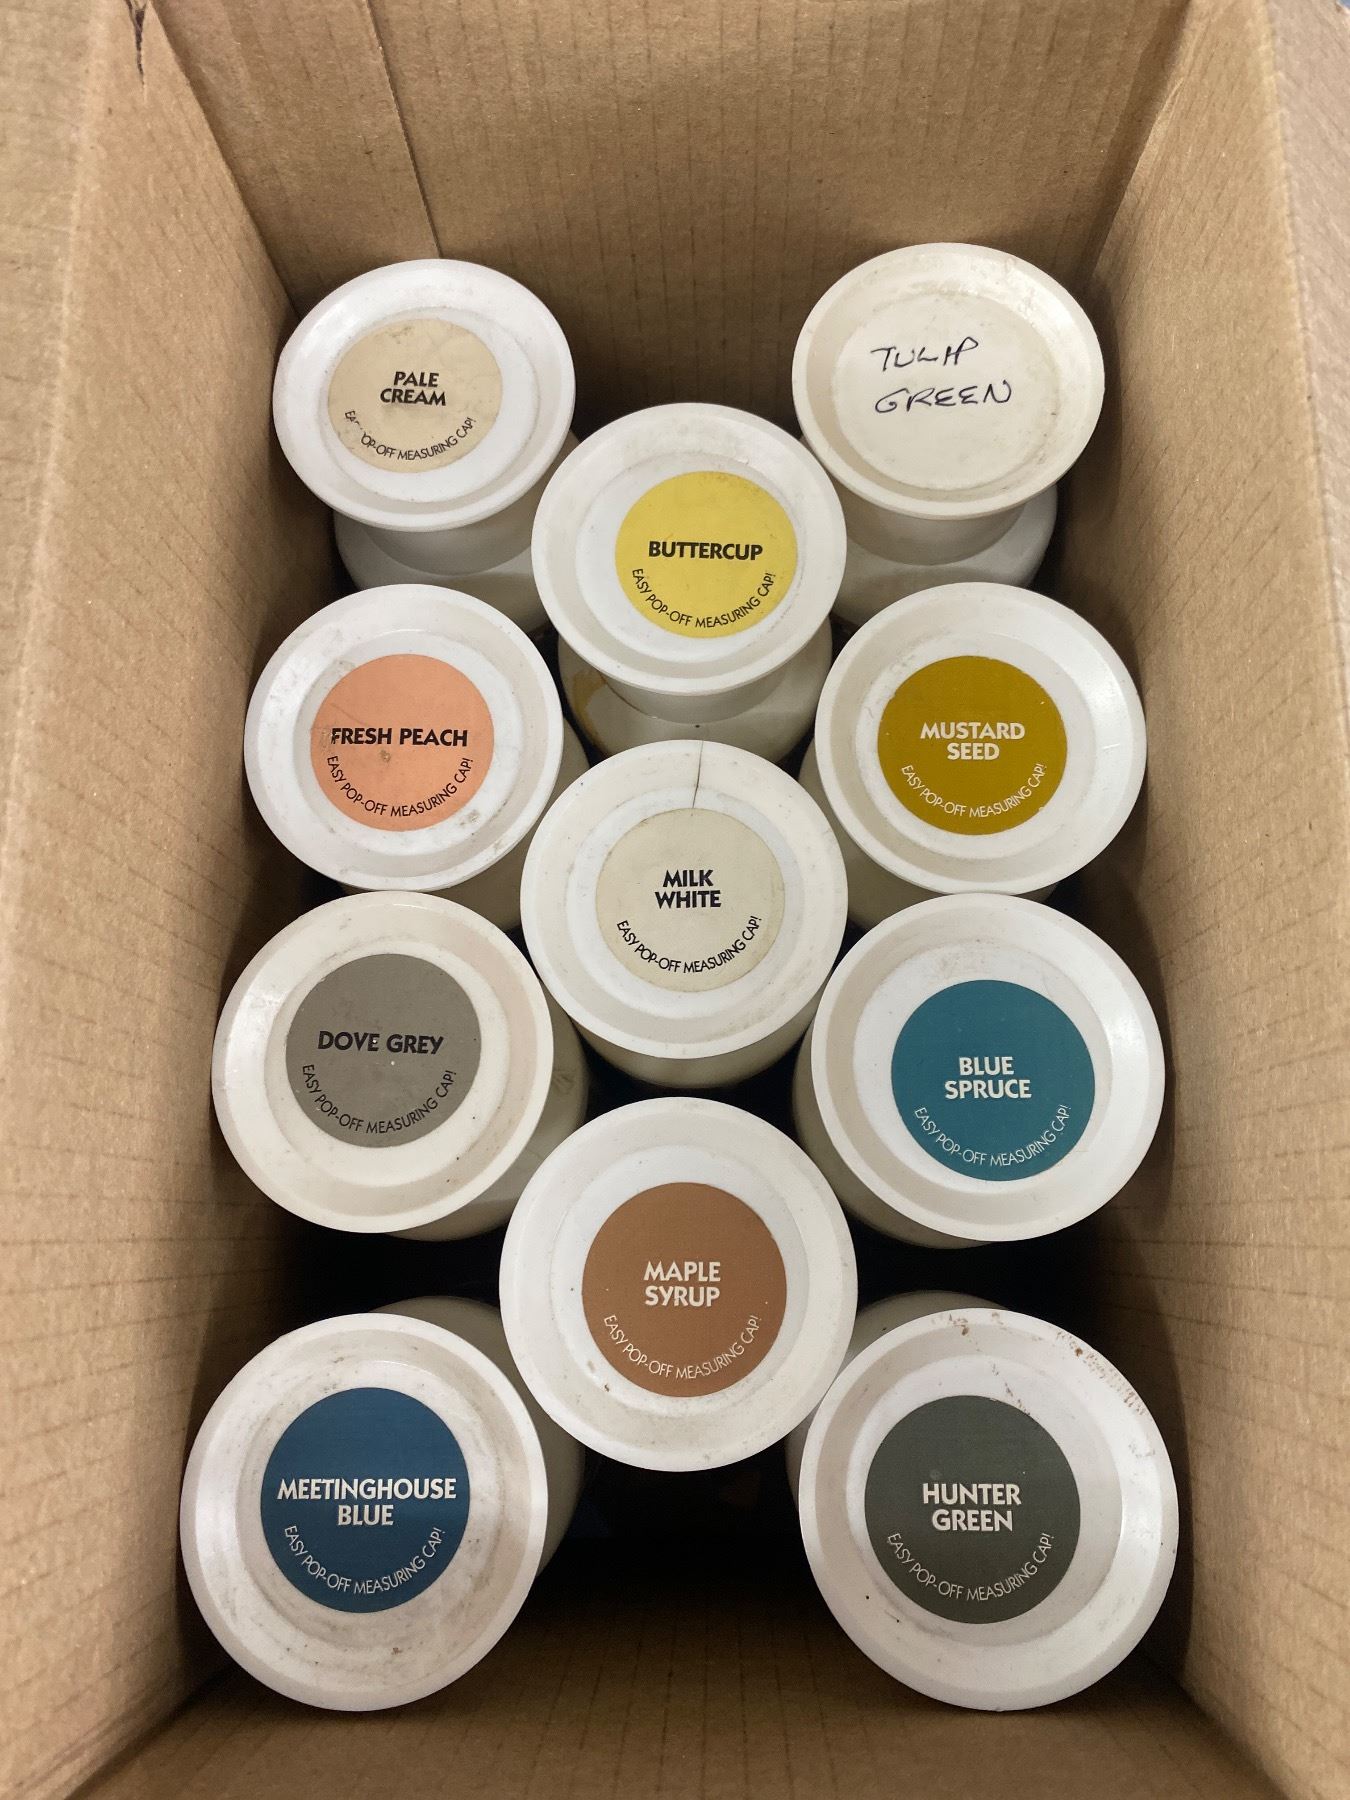 PALE
CREAM
POP-OFF MEASURING CAP!
TULIP
GREEN
BUTTERCUP
EASY POP-OFF MEASURING CAP!
FRESH PEACH
EASY POP-OFF MEASURING CAP!
MUSTARD
SEED
EASY POP-OFF MEASURING CAP!
MILK
WHITE
EASY POP-OFF MEASURING CAP!
DOVE GREY
EASY POP-OFF MEASURING CAP!
BLUE
SPRUCE
EASY POP-OFF MEASURING CAP!
MAPLE
SYRUP
EASY POP-OFF MEASURING CAP!
MEETINGHOUSE
BLUE
EASY POP-OFF MEASURING CAP!
HUNTER
GREEN
EASY POP-OFF MEASURING CAP!